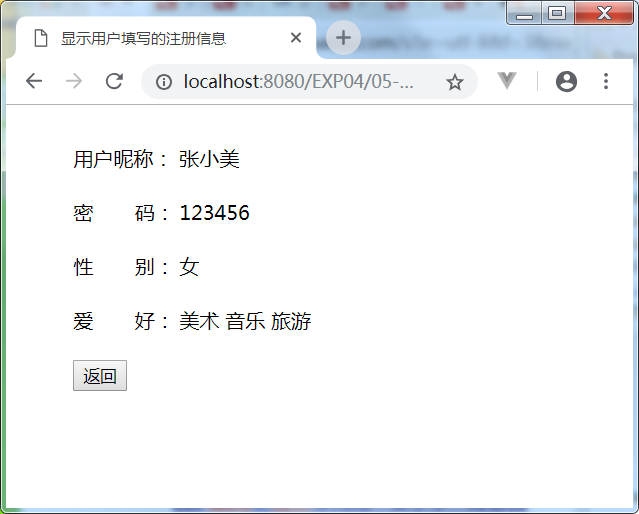 显示用户填写的注册信息
localhost:8080/EXP04/05-...
用户昵称： 张小美
密 码： 123456
性 别： 女
爱 好： 美术 音乐 旅游
返回